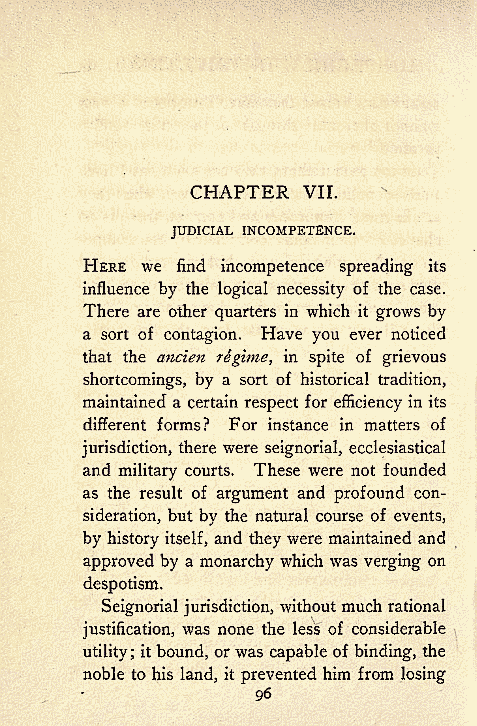 CHAPTER VII.
JUDICIAL INCOMPETENCE.
HERE we find incompetence spreading its
influence by the logical necessity of the case.
There are other quarters in which it grows by
a sort of contagion. Have you ever noticed
that the ancien régime, in spite of grievous
shortcomings, by a sort of historical tradition,
maintained a certain respect for efficiency in its
different forms? For instance in matters of
jurisdiction, there were seignorial, ecclesiastical
and military courts. These were not founded
as the result of argument and profound con-
sideration, but by the natural course of events,
by history itself, and they were maintained and
approved by a monarchy which was verging on
despotism.
Seignorial jurisdiction, without much rational
justification, was none the less of considerable
utility; it bound, or was capable of binding, the
noble to his land, it prevented him from losing
96